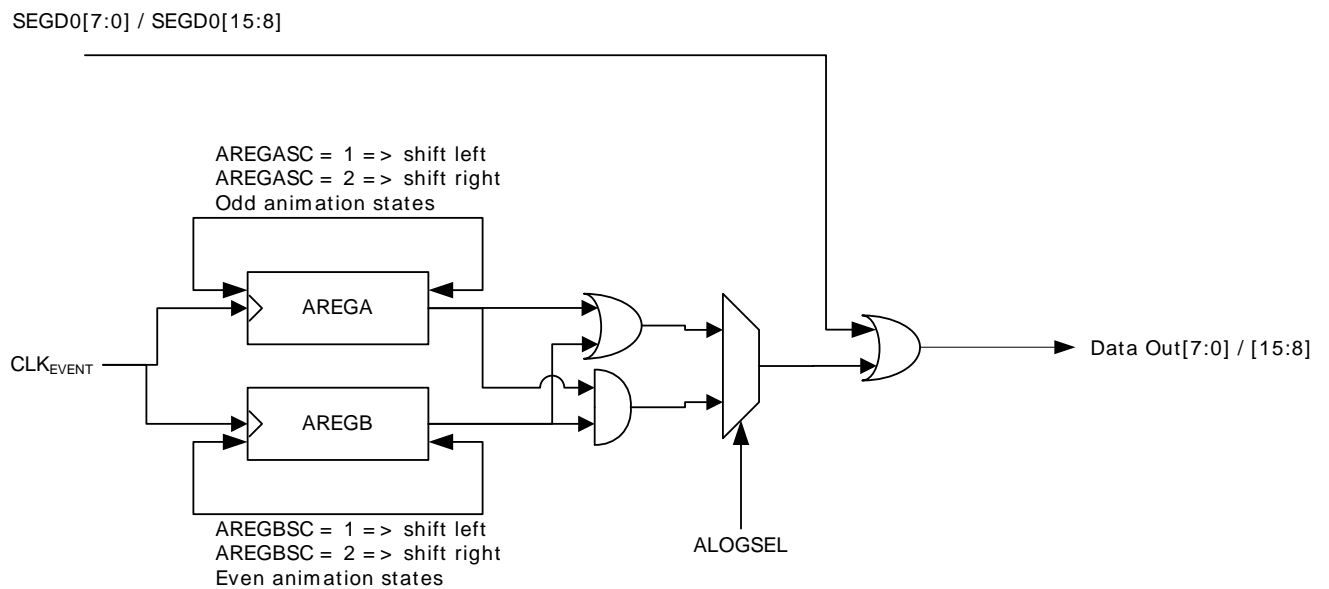 SEGD0[7:0] / SEGD0[15:8]
AREGASC = 1 => shift left
AREGASC = 2 => shift right
Odd animation states
AREGA
CLKEVENT
AREGB
Data Out[7:0] / [15:8]
AREGBSC = 1 => shift left
AREGBSC = 2 => shift right
Even animation states
ALOGSEL